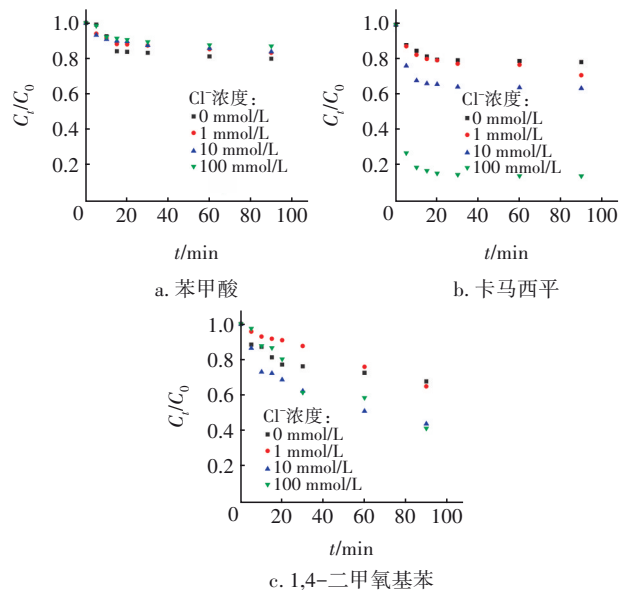 1.0
0.8
0.6
0.4
0.2
Cₜ/C₀
Cl⁻浓度：
0 mmol/L
1 mmol/L
10 mmol/L
100 mmol/L
0 20 40 60 80 100
t/min
a. 苯甲酸
1.0
0.8
0.6
0.4
0.2
Cₜ/C₀
Cl⁻浓度：
0 mmol/L
1 mmol/L
10 mmol/L
100 mmol/L
0 20 40 60 80 100
t/min
b. 卡马西平
1.0
0.8
0.6
0.4
0.2
Cₜ/C₀
Cl⁻浓度：
0 mmol/L
1 mmol/L
10 mmol/L
100 mmol/L
0 20 40 60 80 100
t/min
c. 1,4-二甲氧基苯